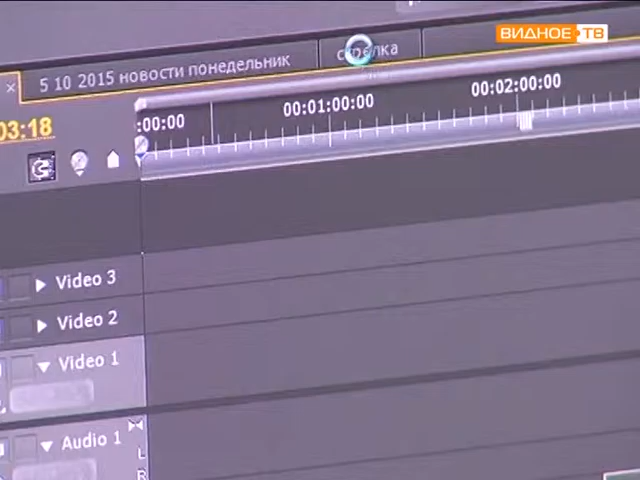 ВИДНОЕ ТВ
5 10 2015 новости понедельник
03:18
:00:00
00:01:00:00
00:02:00:00
Video 3
Video 2
Video 1
Audio 1
L
R